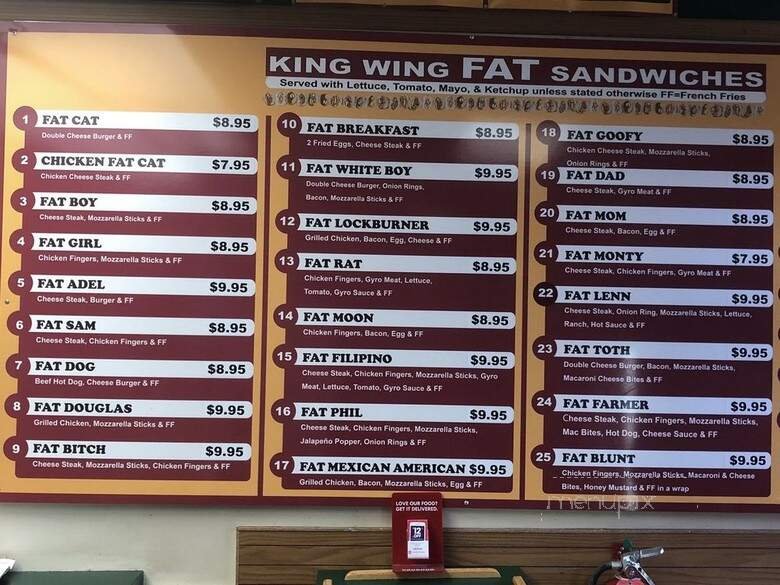 KING WING FAT SANDWICHES
Served with Lettuce, Tomato, Mayo, & Ketchup unless stated otherwise FF=French Fries
1 FAT CAT $8.95
Double Cheese Burger & FF
2 CHICKEN FAT CAT $7.95
Chicken Cheese Steak & FF
3 FAT BOY $8.95
Cheese Steak, Mozzarella Sticks & FF
4 FAT GIRL $8.95
Chicken Fingers, Mozzarella Sticks & FF
5 FAT ADEL $9.95
Cheese Steak, Burger & FF
6 FAT SAM $8.95
Cheese Steak, Chicken Fingers & FF
7 FAT DOG $8.95
Beef Hot Dog, Cheese Burger & FF
8 FAT DOUGLAS $9.95
Grilled Chicken, Mozzarella Sticks & FF
9 FAT BITCH $9.95
Cheese Steak, Mozzarella Sticks, Chicken Fingers & FF
10 FAT BREAKFAST $8.95
2 Fried Eggs, Cheese Steak & FF
11 FAT WHITE BOY $9.95
Double Cheese Burger, Onion Rings,
Bacon, Mozzarella Sticks & FF
12 FAT LOCKBURNER $9.95
Grilled Chicken, Bacon, Egg, Cheese & FF
13 FAT RAT $8.95
Chicken Fingers, Gyro Meat, Lettuce,
Tomato, Gyro Sauce & FF
14 FAT MOON $8.95
Chicken Fingers, Bacon, Egg & FF
15 FAT FILIPINO $9.95
Cheese Steak, Chicken Fingers, Mozzarella Sticks, Gyro
Meat, Lettuce, Tomato, Gyro Sauce & FF
16 FAT PHIL $9.95
Cheese Steak, Chicken Fingers, Mozzarella Sticks,
Jalapeño Popper, Onion Rings & FF
17 FAT MEXICAN AMERICAN $9.95
Grilled Chicken, Bacon, Mozzarella Sticks, Egg & FF
18 FAT GOOFY $8.95
Chicken Cheese Steak, Mozzarella Sticks,
Onion Rings & FF
19 FAT DAD $8.95
Cheese Steak, Gyro Meat & FF
20 FAT MOM $8.95
Cheese Steak, Bacon, Egg & FF
21 FAT MONTY $7.95
Cheese Steak, Chicken Fingers, Gyro Meat & FF
22 FAT LENN $9.95
Cheese Steak, Onion Ring, Mozzarella Sticks, Lettuce,
Ranch, Hot Sauce & FF
23 FAT TOTH $9.95
Double Cheese Burger, Bacon, Mozzarella Sticks,
Macaroni Cheese Bites & FF
24 FAT FARMER $9.95
Cheese Steak, Chicken Fingers, Mozzarella Sticks,
Mac Bites, Hot Dog, Cheese Sauce & FF
25 FAT BLUNT $9.95
Chicken Fingers, Mozzarella Sticks, Macaroni & Cheese
Bites, Honey Mustard & FF in a wrap
menupix
LOVE OUR FOOD?
GET IT DELIVERED.
12